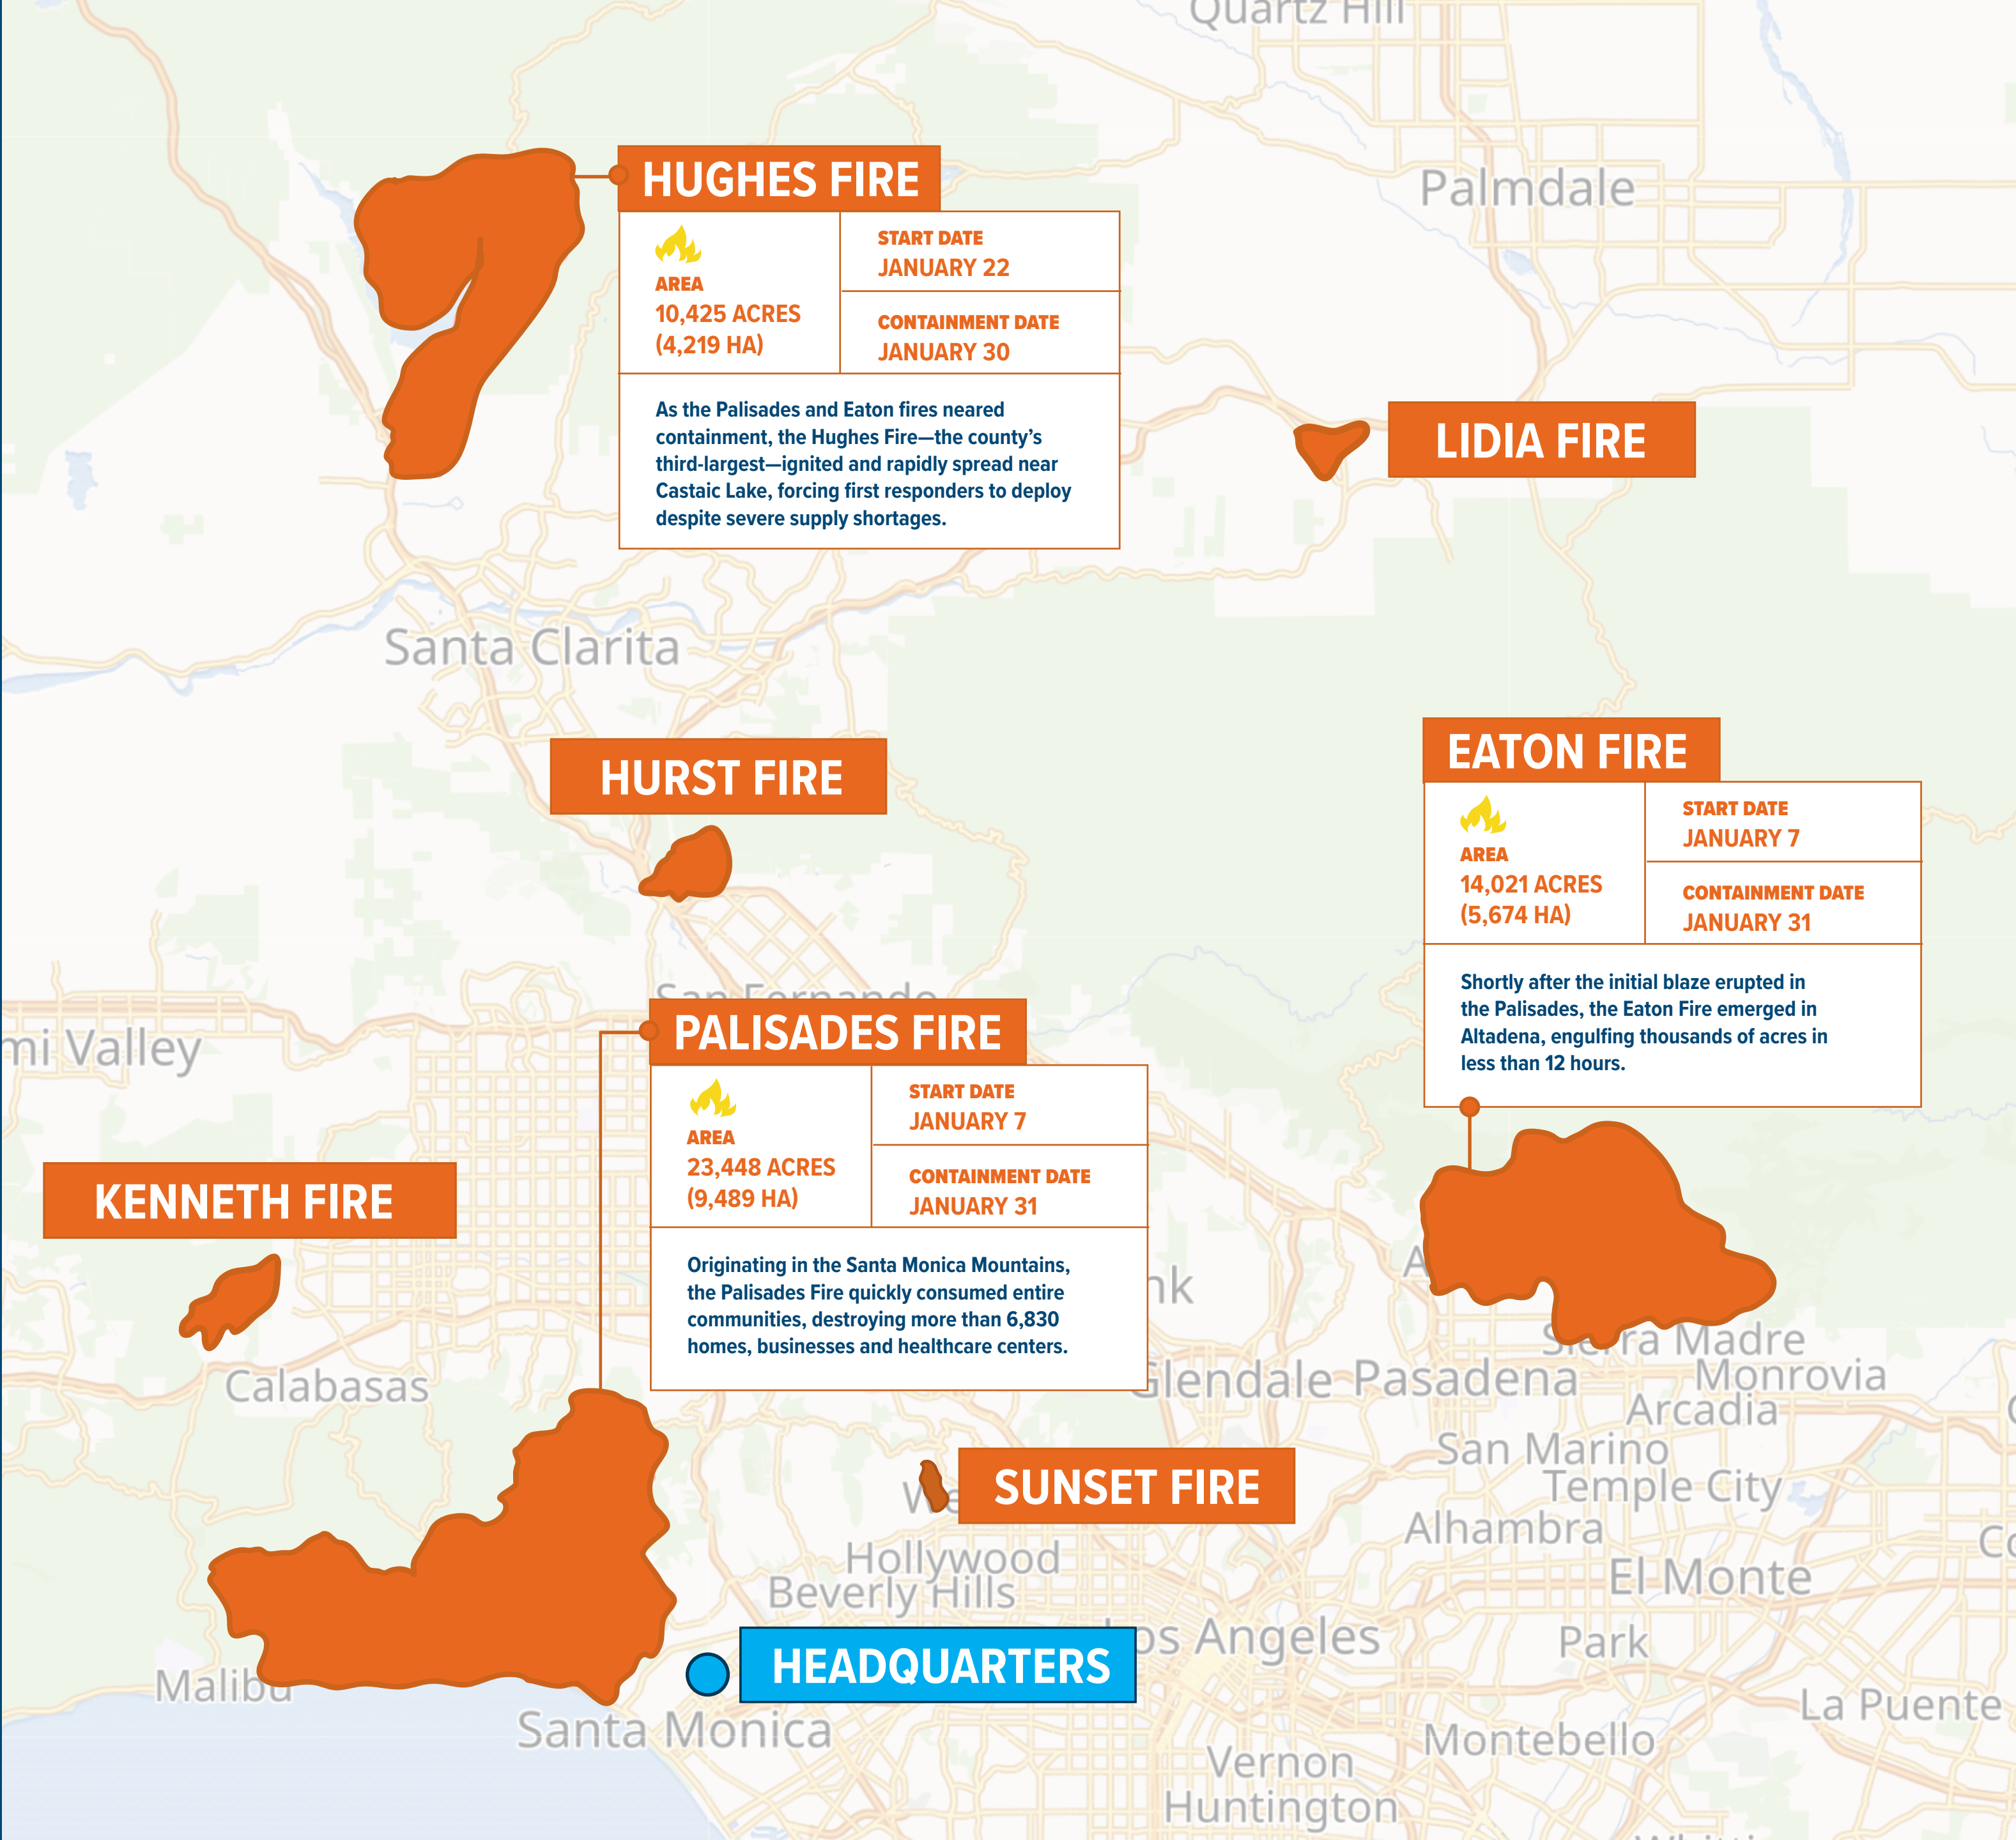 Quartz Hill
Palmdale
HUGHES FIRE
AREA
10,425 ACRES
(4,219 HA)
START DATE
JANUARY 22
CONTAINMENT DATE
JANUARY 30
As the Palisades and Eaton fires neared
containment, the Hughes Fire—the county’s
third-largest—ignited and rapidly spread near
Castaic Lake, forcing first responders to deploy
despite severe supply shortages.
LIDIA FIRE
Santa Clarita
HURST FIRE
EATON FIRE
AREA
14,021 ACRES
(5,674 HA)
START DATE
JANUARY 7
CONTAINMENT DATE
JANUARY 31
Shortly after the initial blaze erupted in
the Palisades, the Eaton Fire emerged in
Altadena, engulfing thousands of acres in
less than 12 hours.
San Fernando
mi Valley
PALISADES FIRE
AREA
23,448 ACRES
(9,489 HA)
START DATE
JANUARY 7
CONTAINMENT DATE
JANUARY 31
Originating in the Santa Monica Mountains,
the Palisades Fire quickly consumed entire
communities, destroying more than 6,830
homes, businesses and healthcare centers.
KENNETH FIRE
nk
Calabasas
Glendale
Pasadena
Sierra Madre
Monrovia
Arcadia
San Marino
Temple City
SUNSET FIRE
Alhambra
Hollywood
Beverly Hills
El Monte
Los Angeles
Park
HEADQUARTERS
Malibu
Santa Monica
La Puente
Montebello
Vernon
Huntington